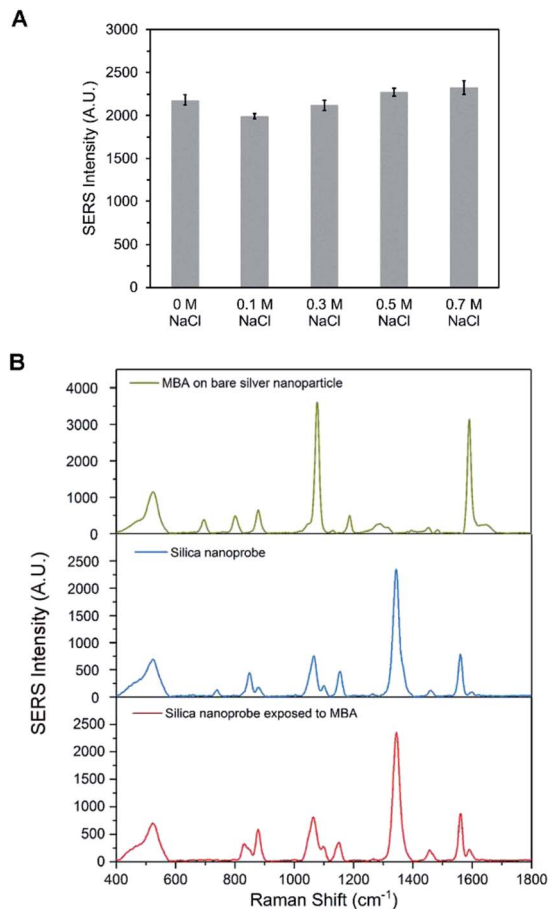 A
SERS Intensity (A.U.)
3000
2500
2000
1500
1000
500
0
0 M 0.1 M 0.3 M 0.5 M 0.7 M
NaCl NaCl NaCl NaCl NaCl
B
SERS Intensity (A.U.)
MBA on bare silver nanoparticle
4000
3000
2000
1000
0
Silica nanoprobe
2500
2000
1500
1000
500
0
Silica nanoprobe exposed to MBA
2500
2000
1500
1000
500
0
400 600 800 1000 1200 1400 1600 1800
Raman Shift (cm⁻¹)